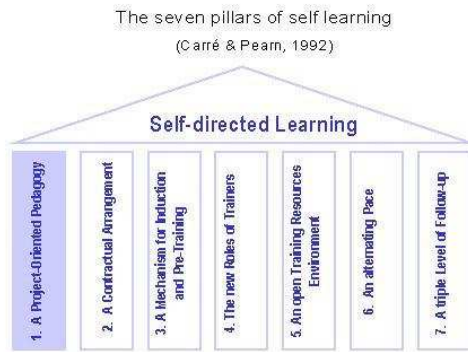 The seven pillars of self learning
(Carré & Pearn, 1992)
Self-directed Learning
1. A Project-Oriented Pedagogy
2. A Contractual Arrangement
3. A Mechanism for Induction
and Pre-Training
4. The new Roles of Trainers
5. An open Training Resources
Environment
6. An alternating Pace
7. A triple Level of Follow-up